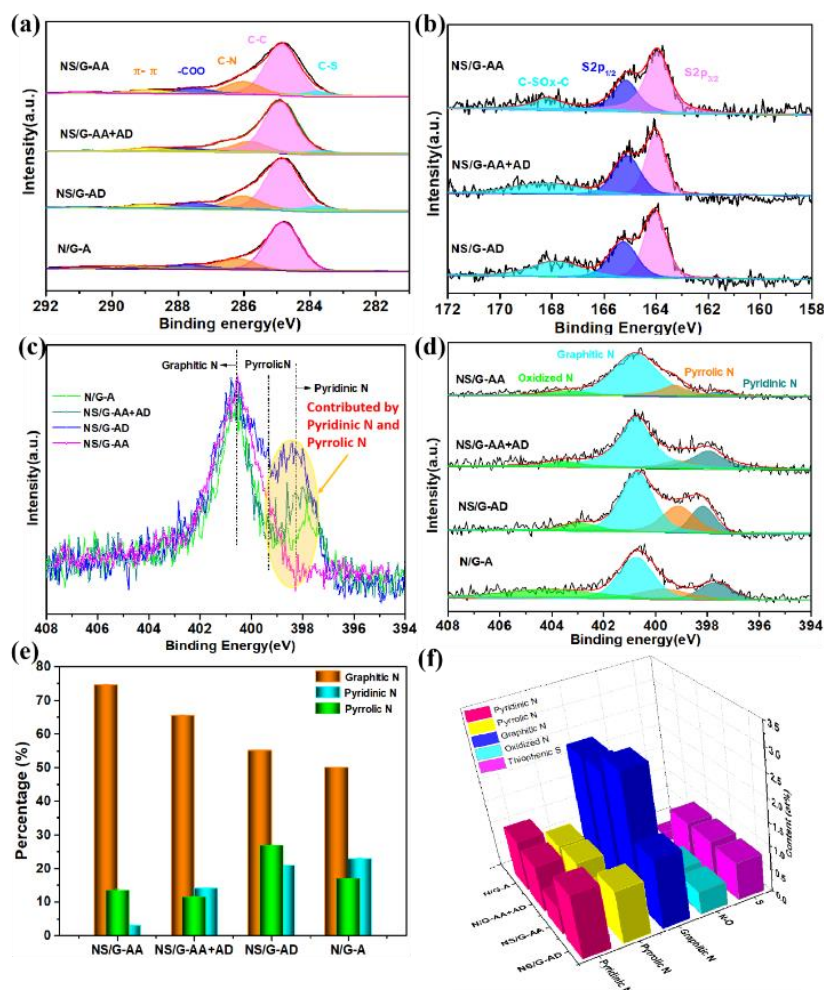 (a)
NS/G-AA
π- π
-COO
C-N
C-C
C-S
NS/G-AA+AD
NS/G-AD
N/G-A
Intensity(a.u.)
292 290 288 286 284 282
Binding energy(eV)
(b)
NS/G-AA
C-SOx-C
S2p1/2
S2p3/2
NS/G-AA+AD
NS/G-AD
Intensity(a.u.)
172 170 168 166 164 162 160 158
Binding energy(eV)
(c)
Graphitic N
PyrrolicN
Pyridinic N
N/G-A
NS/G-AA+AD
NS/G-AD
NS/G-AA
Contributed by
Pyridinic N and
Pyrrolic N
Intensity(a.u.)
408 406 404 402 400 398 396 394
Binding Energy(eV)
(d)
Graphitic N
NS/G-AA
Oxidized N
Pyrrolic N
Pyridinic N
NS/G-AA+AD
NS/G-AD
N/G-A
Intensity(a.u.)
408 406 404 402 400 398 396 394
Binding energy(eV)
(e)
80
70
60
50
40
30
20
10
0
Percentage (%)
Graphitic N
Pyridinic N
Pyrrolic N
NS/G-AA NS/G-AA+AD NS/G-AD N/G-A
(f)
Pyridinic N
Pyrrolic N
Graphitic N
Oxidized N
Theophenic S
3.5
3.0
2.5
2.0
1.5
1.0
0.5
0.0
Content (at%)
N/G-A
N/G-AA+AD
NS/G-AA
NS/G-AD
Pyridinic N
Pyrrolic N
Graphitic N
N-O
S